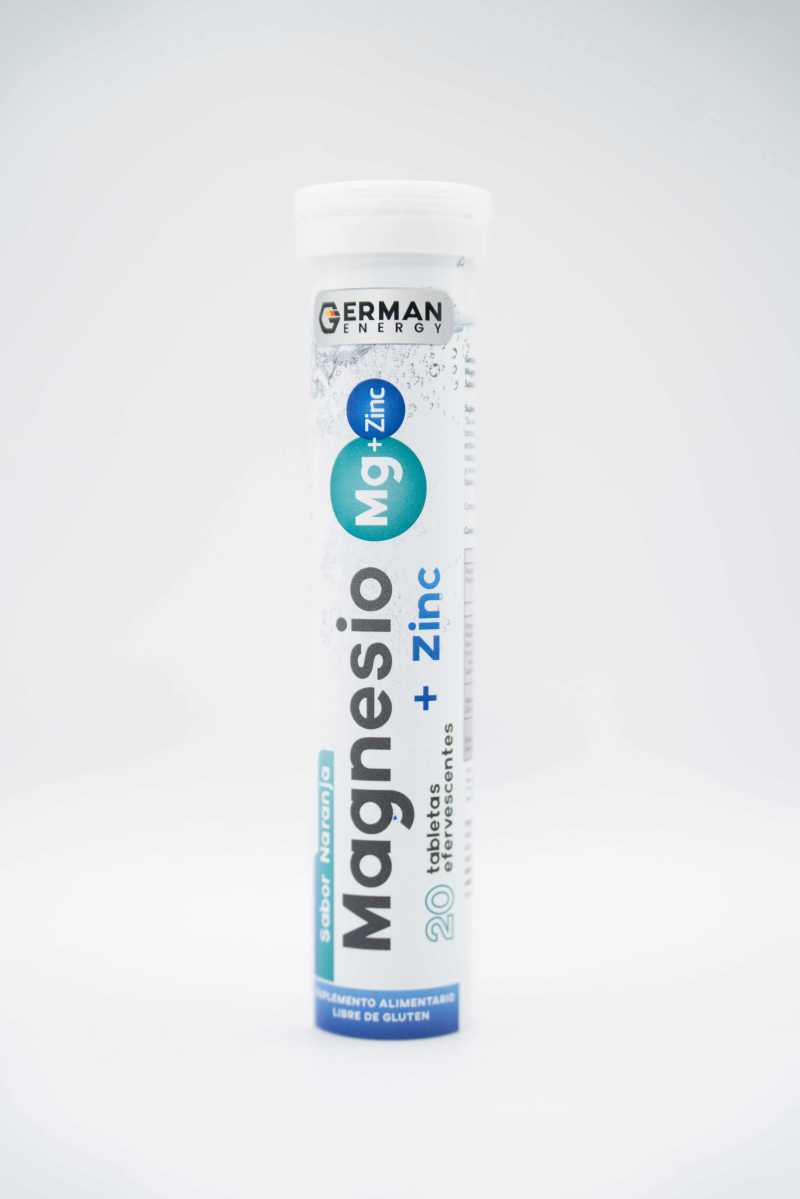 GERMAN
ENERGY
Mg + Zinc
Magnesio
+ Zinc
Sabor Naranja
20 tabletas
efervescentes
SUPLEMENTO ALIMENTARIO
LIBRE DE GLUTEN